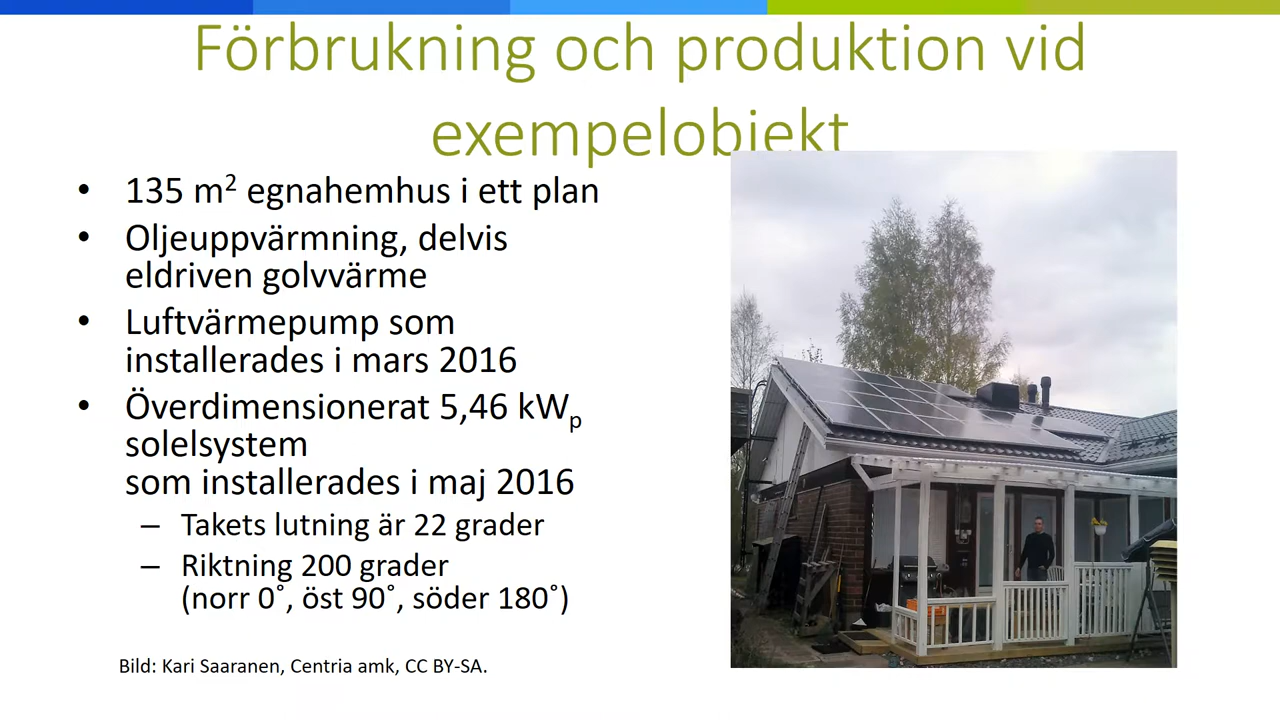 Förbrukning och produktion vid
exempelobjekt
• 135 m² egnahemhus i ett plan
• Oljeuppvärmning, delvis
eldriven golvvärme
• Luftvärmepump som
installerades i mars 2016
• Överdimensionerat 5,46 kWₚ
solelsystem
som installerades i maj 2016
– Takets lutning är 22 grader
– Riktning 200 grader
(norr 0˚, öst 90˚, söder 180˚)
Bild: Kari Saaranen, Centria amk, CC BY-SA.